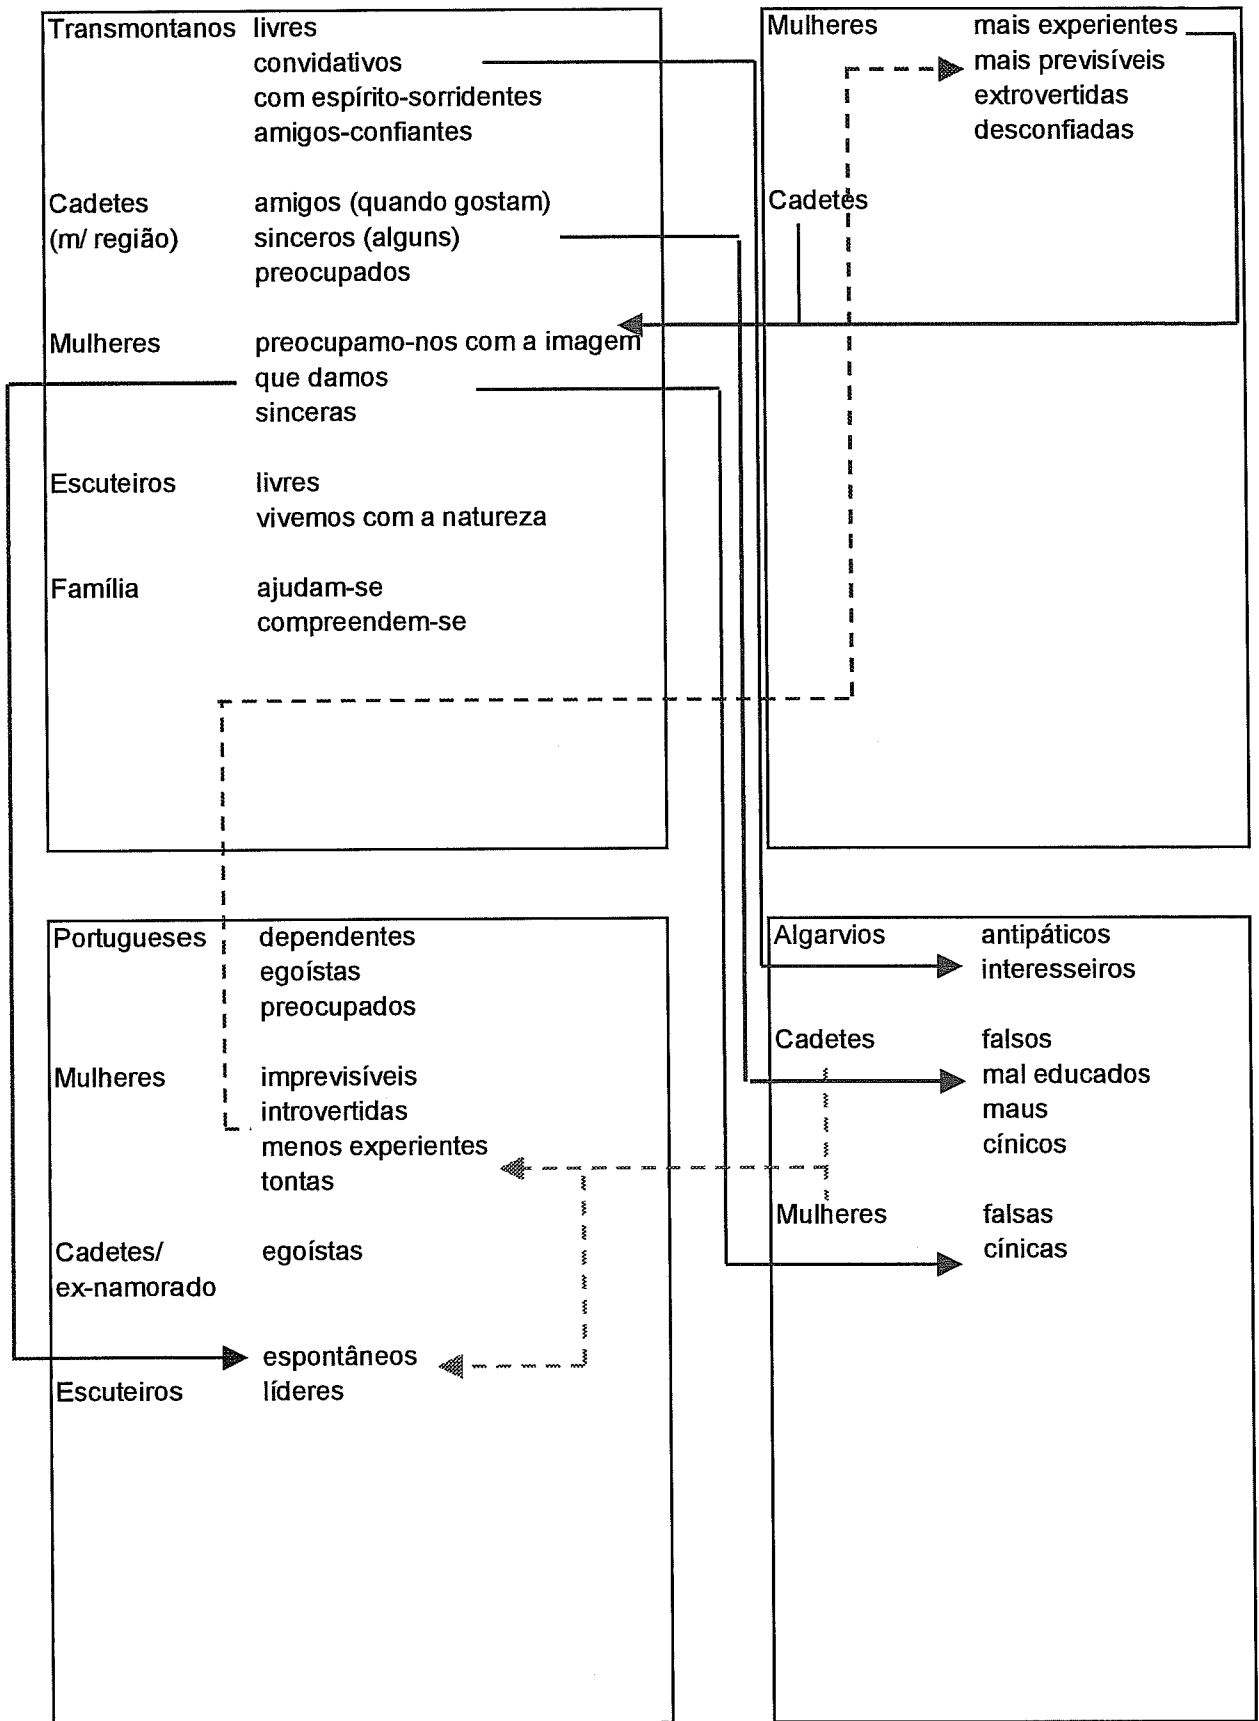 Transmontanos livres
convidativos
com espírito-sorridentes
amigos-confiantes
Cadetes amigos (quando gostam)
(m/ região) sinceros (alguns)
preocupados
Mulheres preocupamo-nos com a imagem
que damos
sinceras
Escuteiros livres
vivemos com a natureza
Família ajudam-se
compreendem-se
Mulheres mais experientes
mais previsíveis
extrovertidas
desconfiadas
Cadetes
Portugueses dependentes
egoístas
preocupados
Mulheres imprevisíveis
introvertidas
menos experientes
tontas
Cadetes/ egoístas
ex-namorado
espontâneos
Escuteiros líderes
Algarvios antipáticos
interesseiros
Cadetes falsos
mal educados
maus
cínicos
Mulheres falsas
cínicas